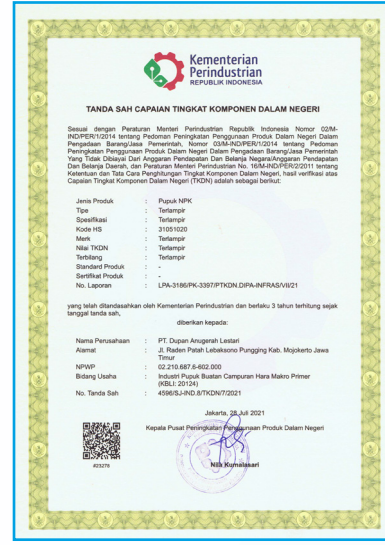 Kementerian
Perindustrian
REPUBLIK INDONESIA
TANDA SAH CAPAIAN TINGKAT KOMPONEN DALAM NEGERI
Sesuai dengan Peraturan Menteri Perindustrian Republik Indonesia Nomor 02/M-
IND/PER/1/2014 tentang Pedoman Peningkatan Penggunaan Produk Dalam Negeri Dalam
Pengadaan Barang/Jasa Pemerintah, Nomor 03/M-IND/PER/1/2014 tentang Pedoman
Peningkatan Penggunaan Produk Dalam Negeri Dalam Pengadaan Barang/Jasa Pemerintah
Yang Tidak Dibiayai Dari Anggaran Pendapatan Dan Belanja Negara/Anggaran Pendapatan
Dan Belanja Daerah, dan Peraturan Menteri Perindustrian No. 16/M-IND/PER/2/2011 tentang
Ketentuan dan Tata Cara Penghitungan Tingkat Komponen Dalam Negeri, hasil verifikasi atas
Capaian Tingkat Komponen Dalam Negeri (TKDN) adalah sebagai berikut:
Jenis Produk : Pupuk NPK
Tipe : Terlampir
Spesifikasi : Terlampir
Kode HS : 31051020
Merk : Terlampir
Nilai TKDN : Terlampir
Terbilang : Terlampir
Standard Produk : -
Sertifikat Produk : -
No. Laporan : LPA-3186/PK-3397/PTKDN.DIPA-INFRAS/VII/21
yang telah ditandasahkan oleh Kementerian Perindustrian dan berlaku 3 tahun terhitung sejak
tanggal tanda sah,
diberikan kepada:
Nama Perusahaan : PT. Dupan Anugerah Lestari
Alamat : Jl. Raden Patah Lebaksono Pungging Kab. Mojokerto Jawa
Timur
NPWP : 02.210.687.6-602.000
Bidang Usaha : Industri Pupuk Buatan Campuran Hara Makro Primer
(KBLI: 20124)
No. Tanda Sah : 4596/SJ-IND.8/TKDN/7/2021
Jakarta, 28 Juli 2021
Kepala Pusat Peningkatan Penggunaan Produk Dalam Negeri
Nila Kumalasari
#23278